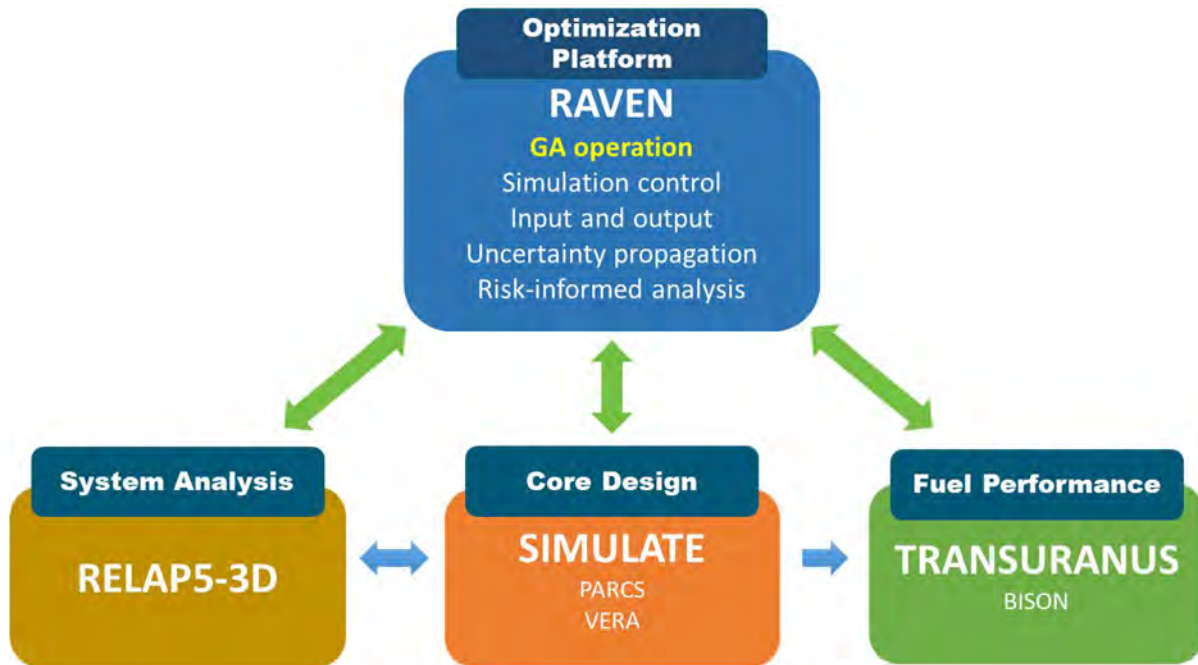 Optimization
Platform
RAVEN
GA operation
Simulation control
Input and output
Uncertainty propagation
Risk-informed analysis
System Analysis
RELAP5-3D
Core Design
SIMULATE
PARCS
VERA
Fuel Performance
TRANSURANUS
BISON